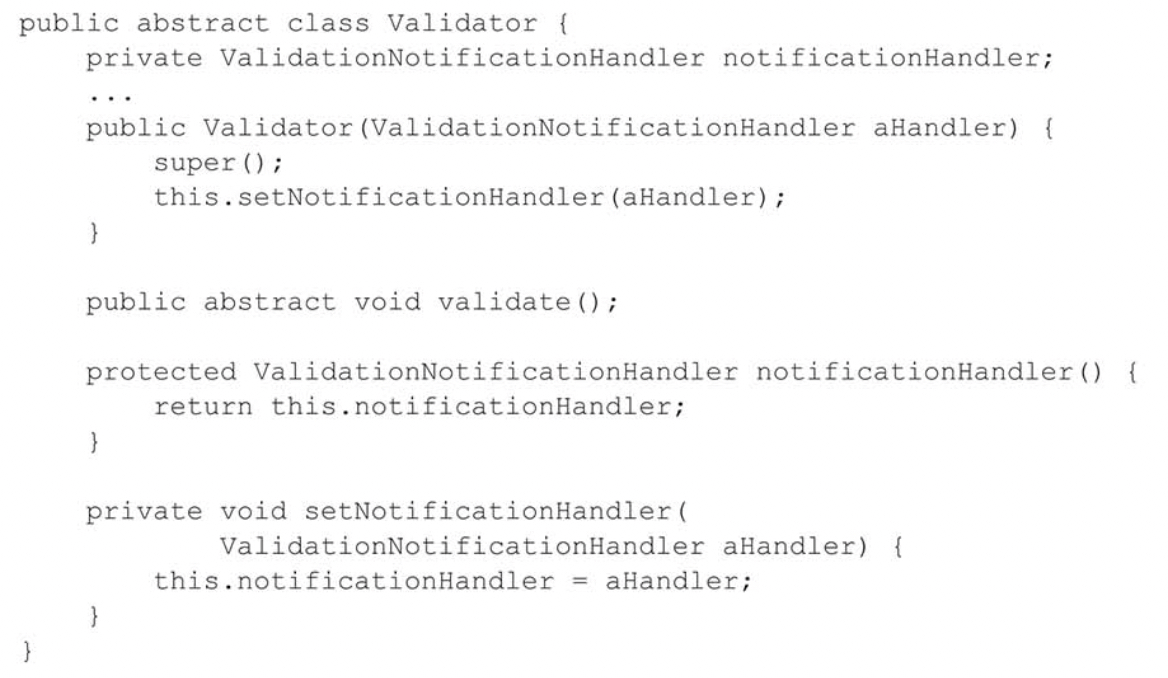 public abstract class Validator {
    private ValidationNotificationHandler notificationHandler;
    ...
    public Validator(ValidationNotificationHandler aHandler) {
        super();
        this.setNotificationHandler(aHandler);
    }

    public abstract void validate();

    protected ValidationNotificationHandler notificationHandler() {
        return this.notificationHandler;
    }

    private void setNotificationHandler(
            ValidationNotificationHandler aHandler) {
        this.notificationHandler = aHandler;
    }
}